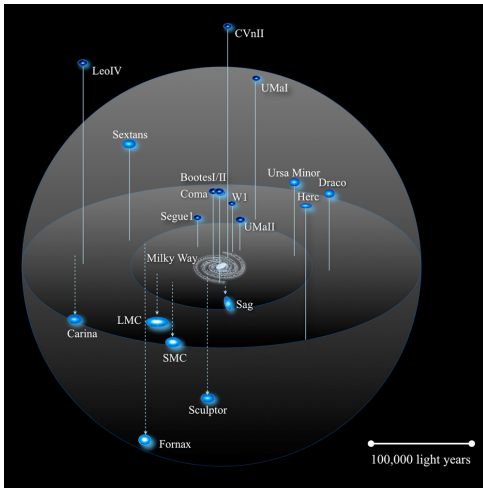 CVnII
LeoIV
UMaI
Sextans
BootesI/II
Ursa Minor
Draco
Coma
W1
Herc
Segue1
UMaII
Milky Way
Sag
LMC
Carina
SMC
Sculptor
Fornax
100,000 light years